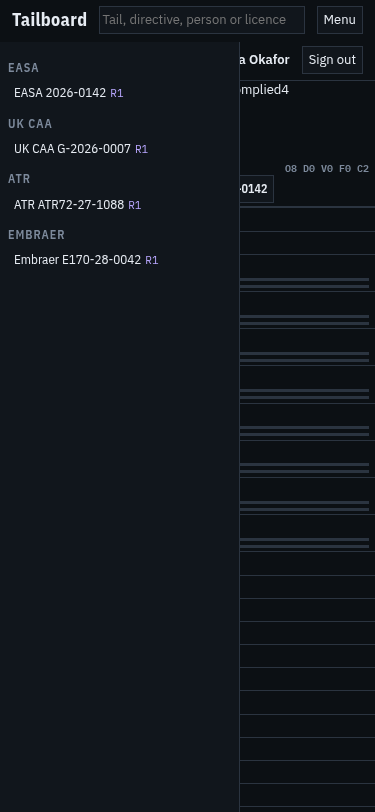 Tailboard Tail, directive, person or licence Menu
a Okafor Sign out
EASA
omplied4
EASA 2026-0142 R1
UK CAA
UK CAA G-2026-0007 R1
O8 D0 V0 F0 C2
ATR
-0142
ATR ATR72-27-1088 R1
EMBRAER
Embraer E170-28-0042 R1